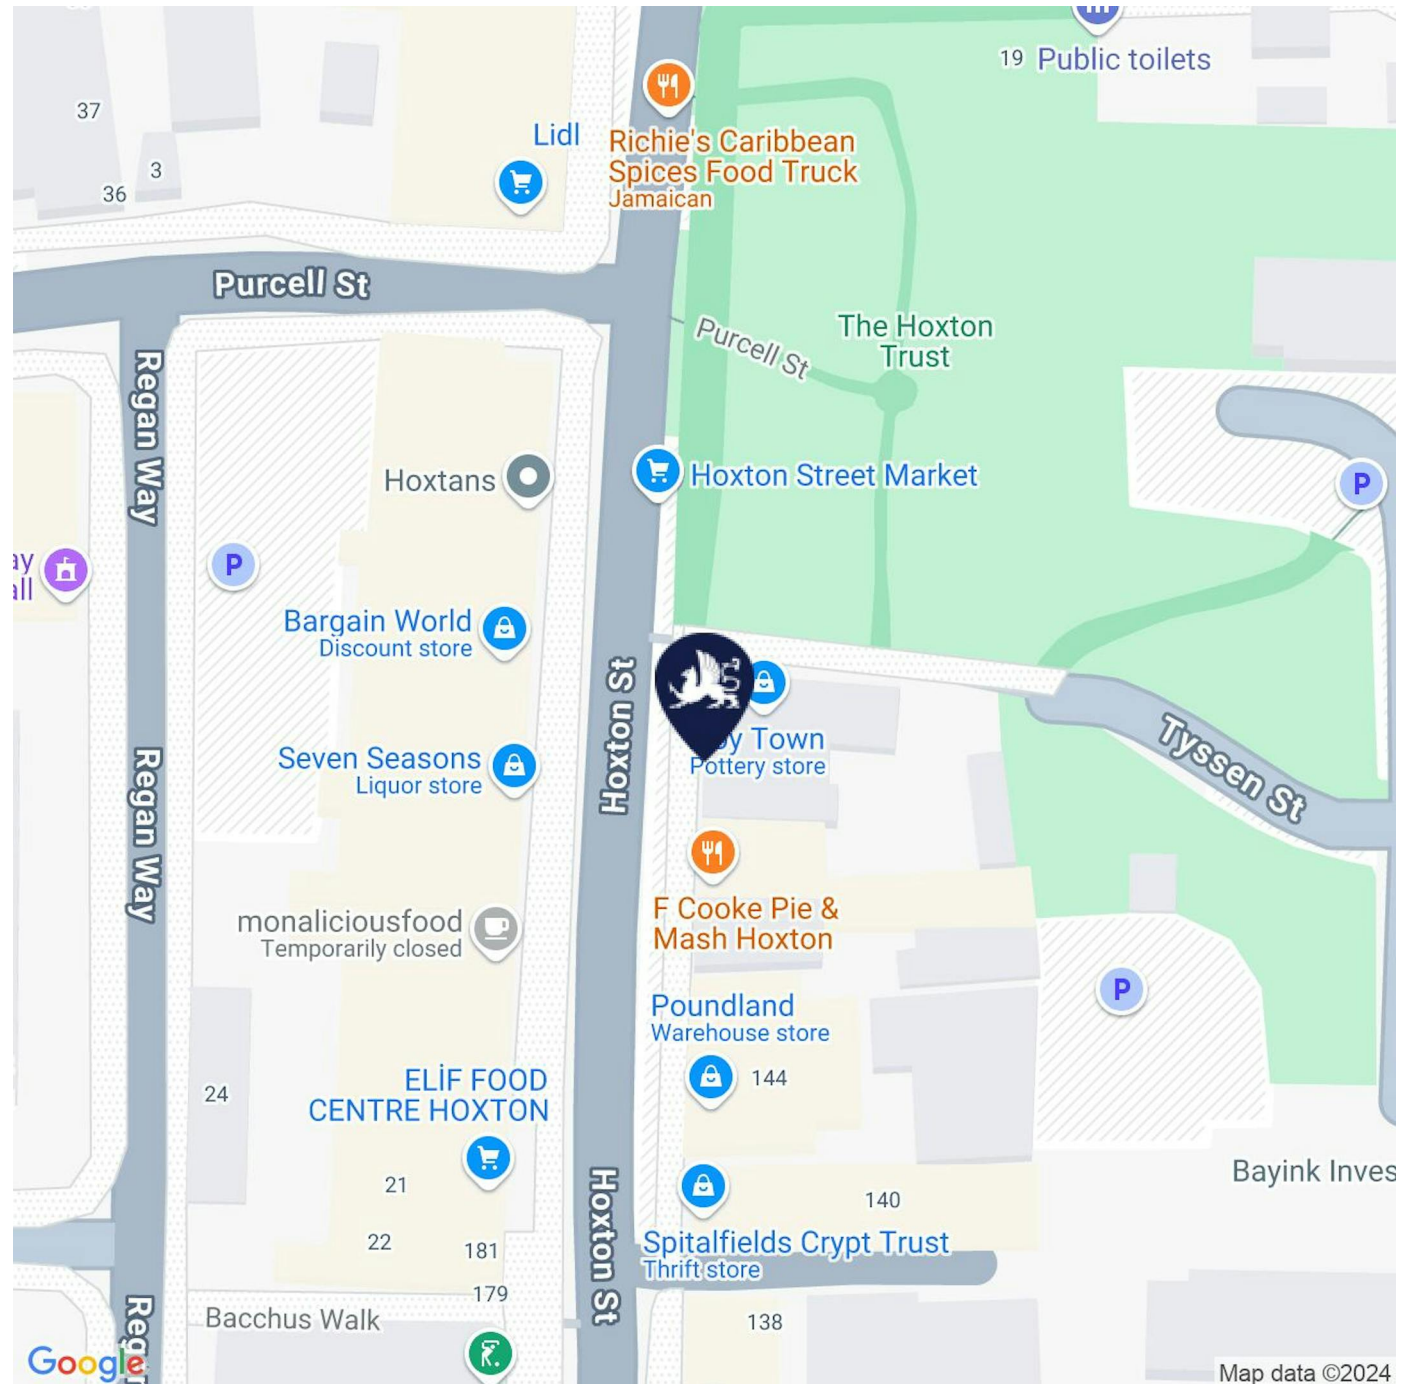 19 Public toilets
37
Lidl
Richie's Caribbean
Spices Food Truck
Jamaican
3
36
Purcell St
The Hoxton
Trust
Purcell St
Regan Way
Hoxtans
Hoxton Street Market
P
P
Bargain World
Discount store
Hoxton St
Seven Seasons
Liquor store
Town
Pottery store
Tyssen St
Regan Way
F Cooke Pie &
Mash Hoxton
monaliciousfood
Temporarily closed
P
Poundland
Warehouse store
144
ELİF FOOD
CENTRE HOXTON
24
21
140
Bayink Inves
22
181
Spitalfields Crypt Trust
Thrift store
Hoxton St
179
Bacchus Walk
138
Google
Map data ©2024